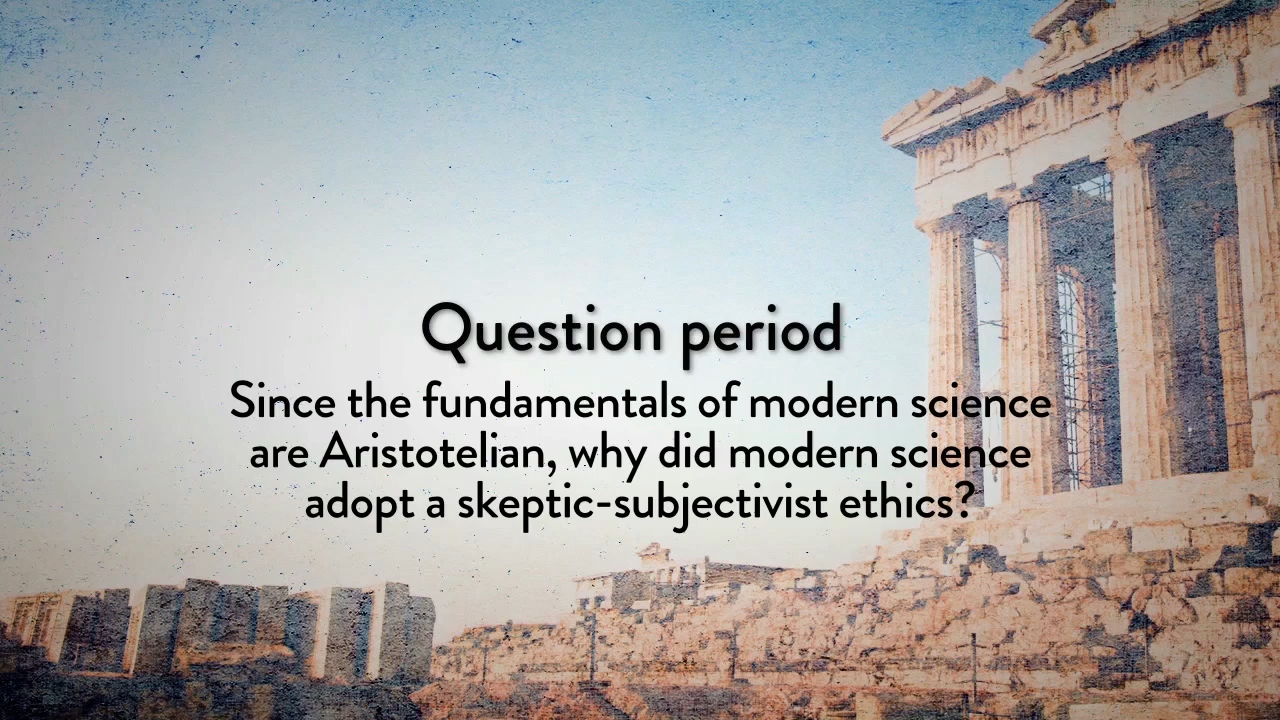 Question period
Since the fundamentals of modern science
are Aristotelian, why did modern science
adopt a skeptic-subjectivist ethics?